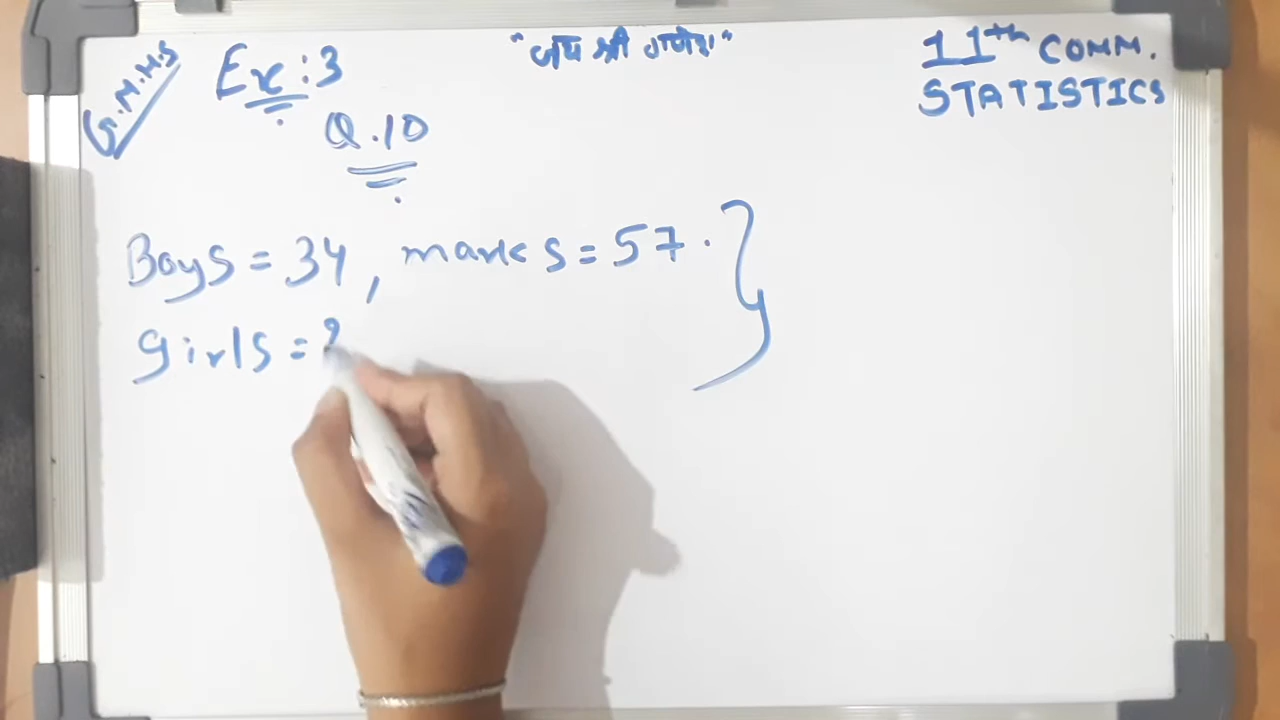 G.M.H.S
Ex:3
"जय श्री गणेश"
11th COMM.
STATISTICS
Q.10
Boys = 34, marks = 57.
girls =